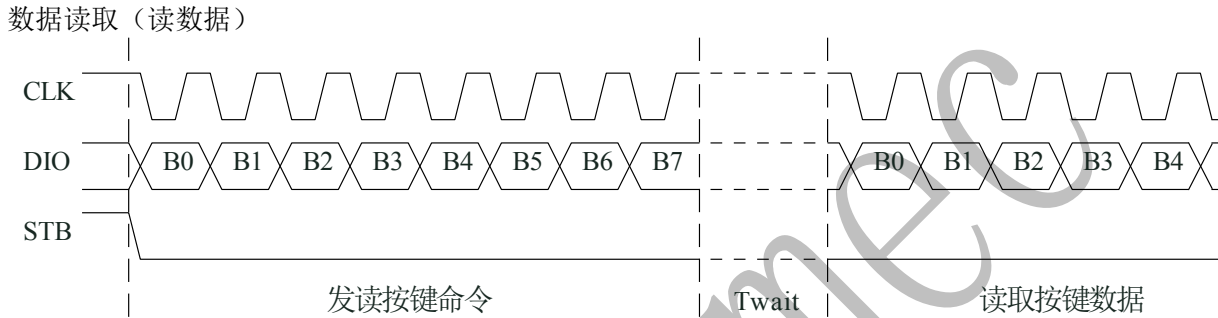 数据读取（读数据）
CLK
DIO B0 B1 B2 B3 B4 B5 B6 B7 B0 B1 B2 B3 B4
STB
发读按键命令 Twait 读取按键数据
mec